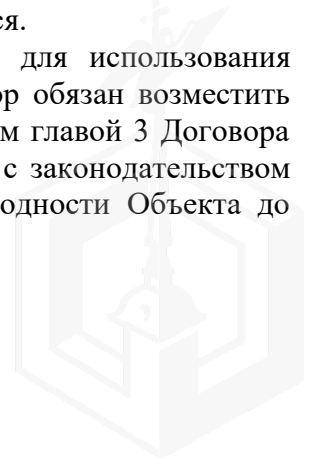 ся.
для использования
ор обязан возместить
м главой 3 Договора
с законодательством
одности Объекта до